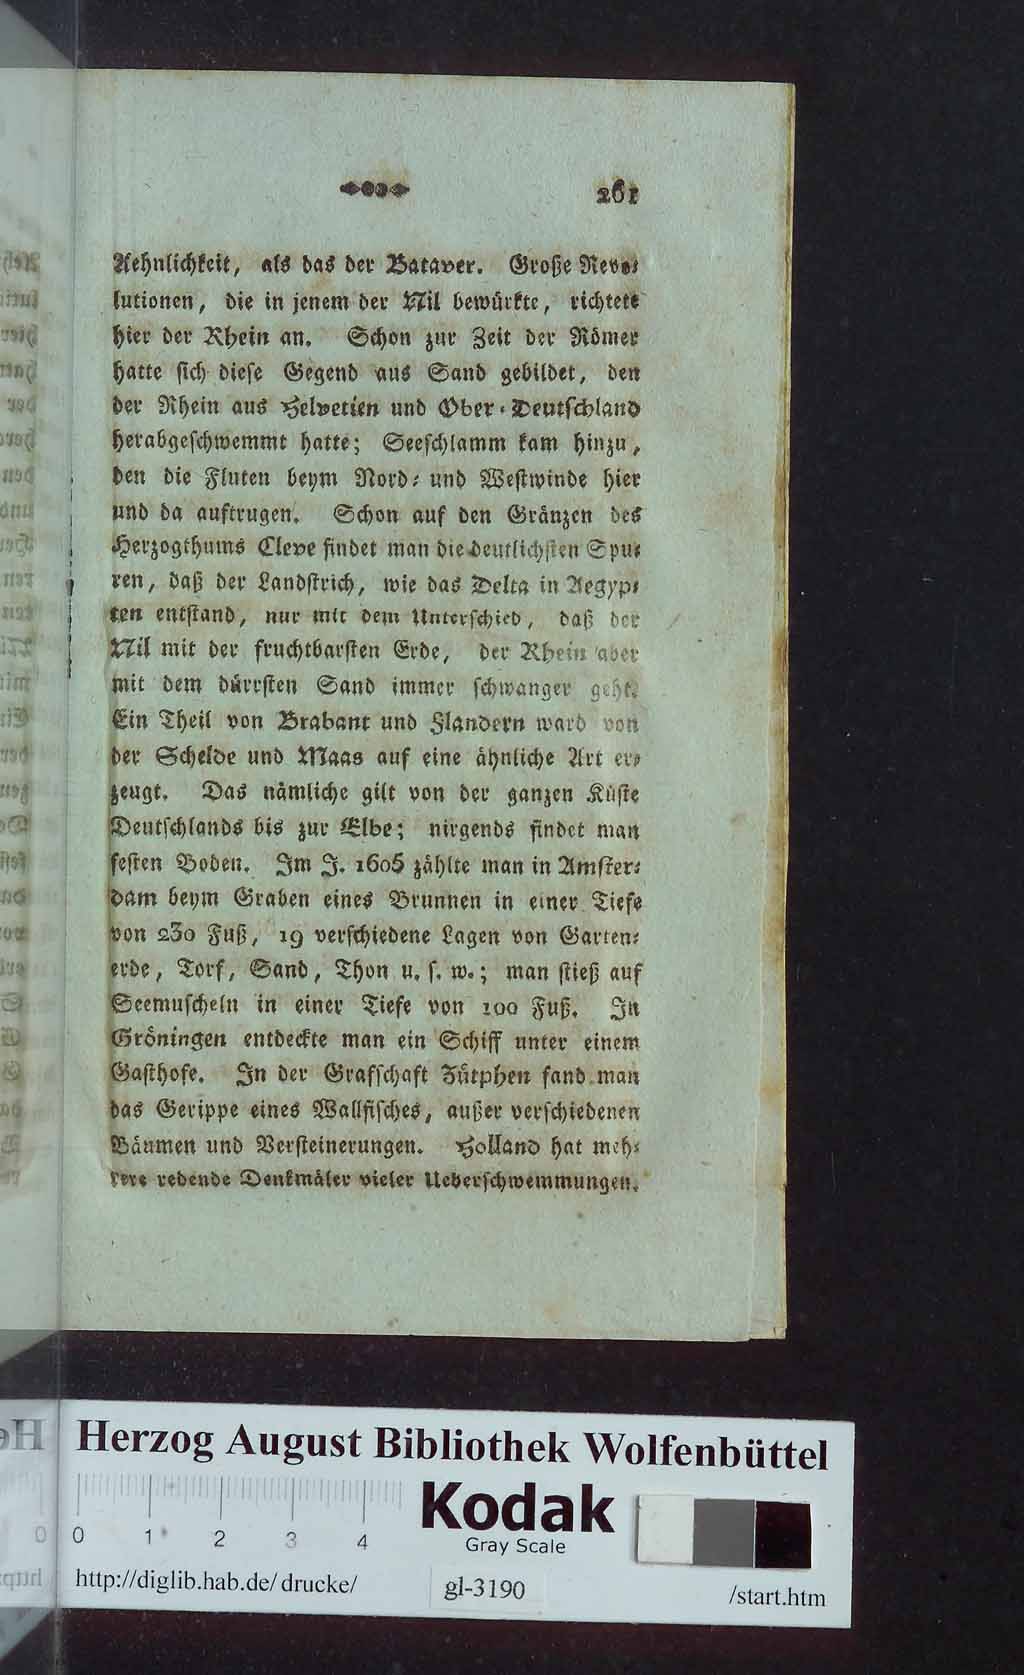 261
Aehnlichkeit, als das der Bataver. Große Revo-
lutionen, die in jenem der Nil bewürkte, richtete
hier der Rhein an. Schon zur Zeit der Römer
hatte sich diese Gegend aus Sand gebildet, den
der Rhein aus Helvetien und Ober-Deutschland
herabgeschwemmt hatte; Seeschlamm kam hinzu,
den die Fluten beym Nord- und Westwinde hier
und da auftrugen. Schon auf den Gränzen des
Herzogthums Cleve findet man die deutlichsten Spu-
ren, daß der Landstrich, wie das Delta in Aegyp-
ten entstand, nur mit dem Unterschied, daß der
Nil mit der fruchtbarsten Erde, der Rhein aber
mit dem dürrsten Sand immer schwanger geht.
Ein Theil von Brabant und Flandern ward von
der Schelde und Maas auf eine ähnliche Art er-
zeugt. Das nämliche gilt von der ganzen Küste
Deutschlands bis zur Elbe; nirgends findet man
festen Boden. Im J. 1605 zählte man in Amster-
dam beym Graben eines Brunnen in einer Tiefe
von 230 Fuß, 19 verschiedene Lagen von Garten-
erde, Torf, Sand, Thon u. s. w.; man stieß auf
Seemuscheln in einer Tiefe von 100 Fuß. In
Gröningen entdeckte man ein Schiff unter einem
Gasthofe. In der Grafschaft Zütphen fand man
das Gerippe eines Wallfisches, außer verschiedenen
Bäumen und Versteinerungen. Holland hat meh-
rere redende Denkmäler vieler Ueberschwemmungen.
Herzog August Bibliothek Wolfenbüttel
Kodak
0 1 2 3 4
Gray Scale
http://diglib.hab.de/drucke/ gl-3190 /start.htm